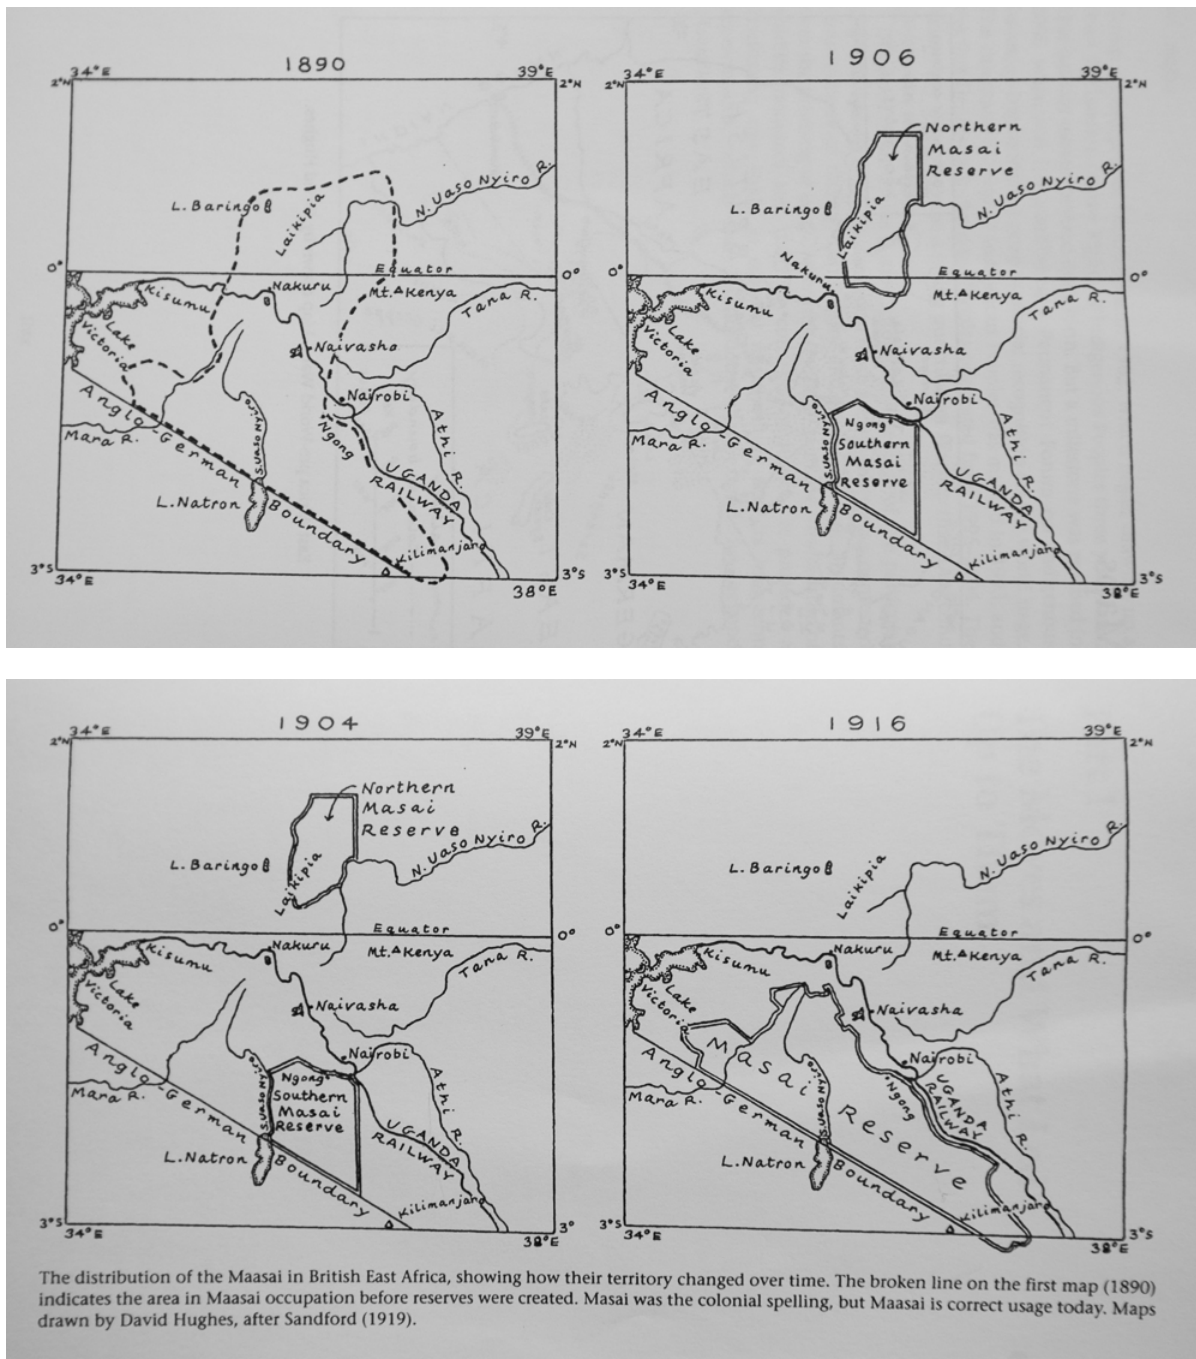 1890
34°E
39°E
2°N
2°N
L. Baringo
Laikipia
N. Uaso Nyiro R.
0°
Equator
0°
Kisumu
Nakuru
Mt. Kenya
Tana R.
Lake
Victoria
Naivasha
Nairobi
Anglo-German Boundary
Mara R.
S. Uaso Nyiro
Ngong
Athi R.
UGANDA
RAILWAY
L. Natron
Kilimanjaro
3°S
34°E
3°S
38°E
1906
34°E
39°E
2°N
2°N
Northern
Masai
Reserve
L. Baringo
Laikipia
N. Uaso Nyiro R.
Nakuru
0°
Equator
0°
Kisumu
Mt. Kenya
Tana R.
Lake
Victoria
Naivasha
Nairobi
Anglo-German Boundary
Mara R.
S. Uaso Nyiro
Ngong
Southern
Masai
Reserve
Athi R.
UGANDA
RAILWAY
L. Natron
Kilimanjaro
3°S
34°E
3°S
38°E
1904
34°E
39°E
2°N
2°N
Northern
Masai
Reserve
L. Baringo
Laikipia
N. Uaso Nyiro R.
0°
Equator
0°
Kisumu
Nakuru
Mt. Kenya
Tana R.
Lake
Victoria
Naivasha
Nairobi
Anglo-German Boundary
Mara R.
S. Uaso Nyiro
Ngong
Southern
Masai
Reserve
Athi R.
UGANDA
RAILWAY
L. Natron
Kilimanjaro
3°S
34°E
3°
38°E
1916
34°E
39°E
2°N
2°N
L. Baringo
Laikipia
N. Uaso Nyiro R.
0°
Equator
0°
Kisumu
Nakuru
Mt. Kenya
Tana R.
Lake
Victoria
Naivasha
Masai
Reserve
Nairobi
Anglo-German Boundary
Mara R.
S. Uaso Nyiro
Ngong
UGANDA
RAILWAY
Athi R.
L. Natron
Kilimanjaro
3°S
34°E
3°S
38°E
The distribution of the Maasai in British East Africa, showing how their territory changed over time. The broken line on the first map (1890)
indicates the area in Maasai occupation before reserves were created. Masai was the colonial spelling, but Maasai is correct usage today. Maps
drawn by David Hughes, after Sandford (1919).